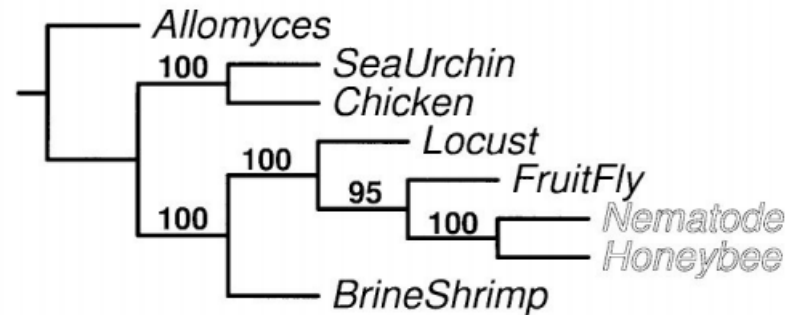 Allomyces
100
SeaUrchin
Chicken
Locust
100
FruitFly
95
Nematode
100
100
Honeybee
BrineShrimp